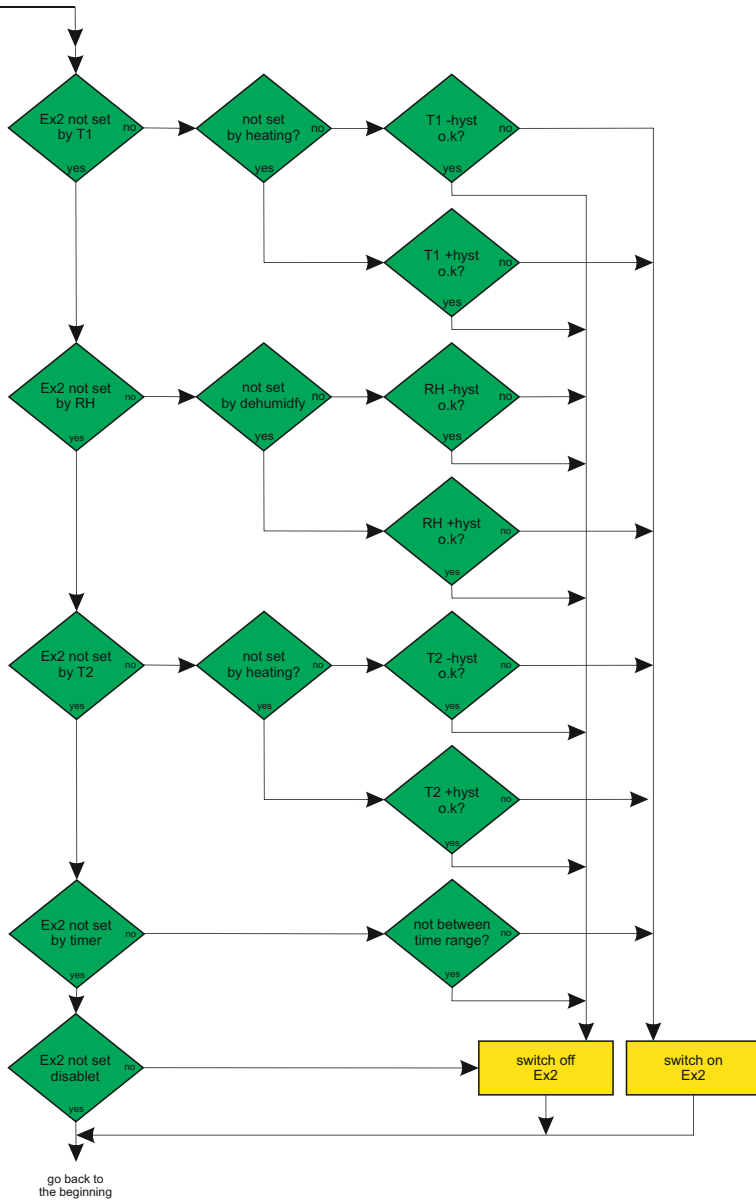 Ex2 not set
by T1
no
yes
not set
by heating?
no
yes
T1 -hyst
o.k?
no
yes
T1 +hyst
o.k?
no
yes
Ex2 not set
by RH
no
yes
not set
by dehumidfy
no
yes
RH -hyst
o.k?
no
yes
RH +hyst
o.k?
no
yes
Ex2 not set
by T2
no
yes
not set
by heating?
no
yes
T2 -hyst
o.k?
no
yes
T2 +hyst
o.k?
no
yes
Ex2 not set
by timer
no
yes
not between
time range?
no
yes
Ex2 not set
disablet
no
yes
switch off
Ex2
switch on
Ex2
go back to
the beginning